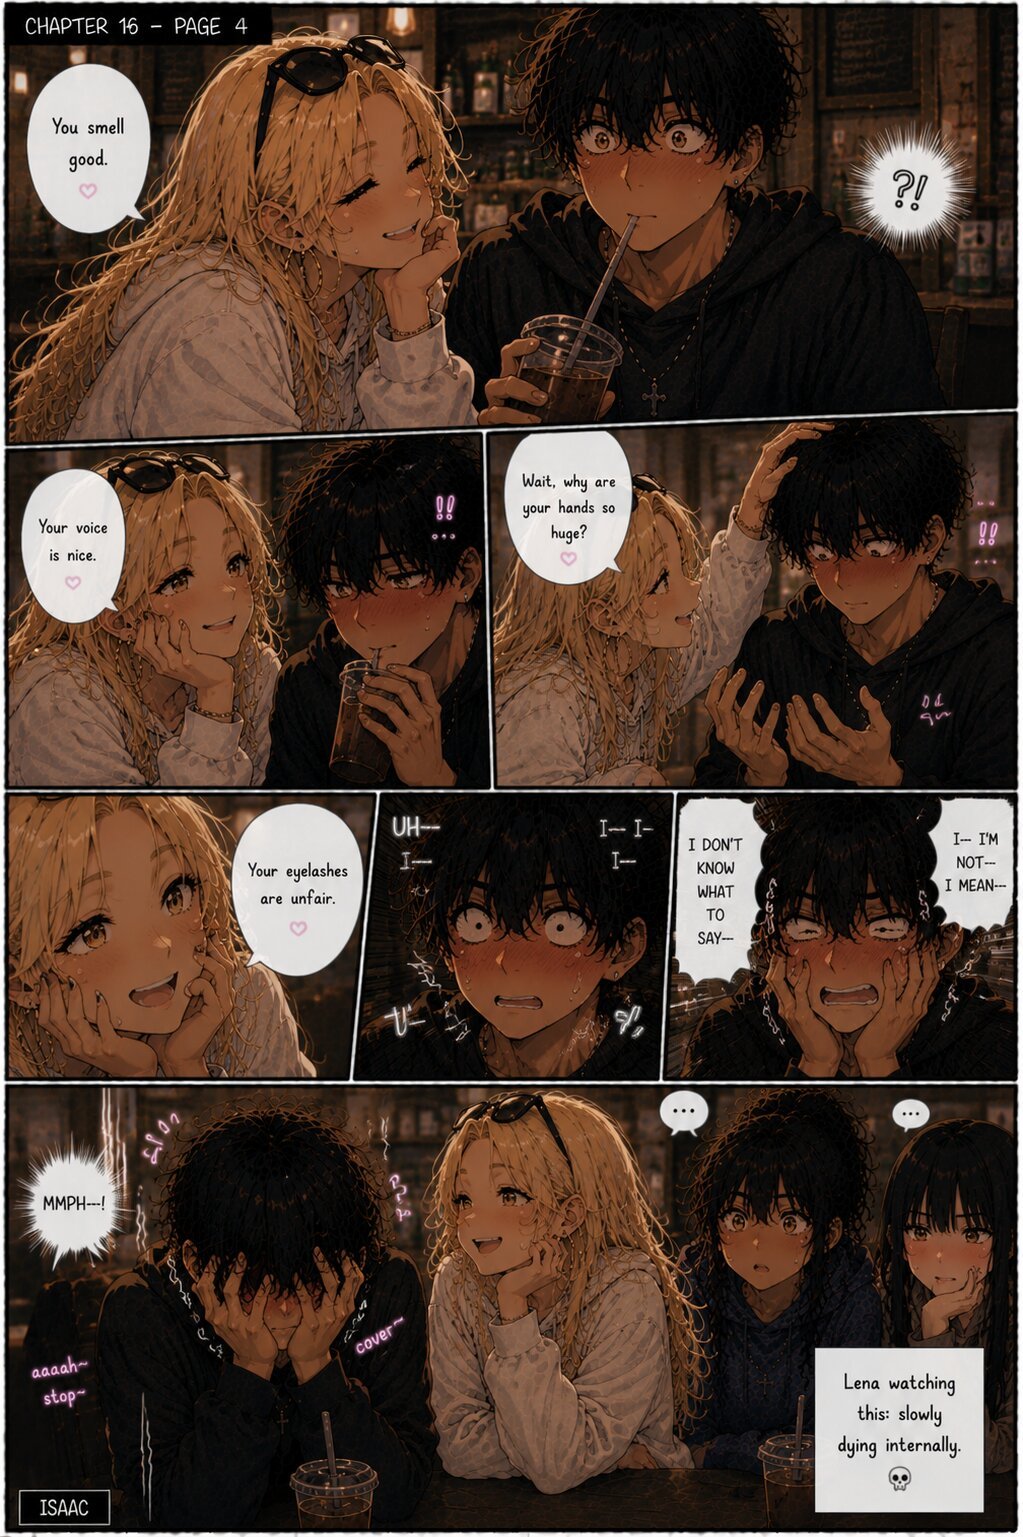 CHAPTER 16 – PAGE 4
You smell
good.
?!
Your voice
is nice.
!!
...
Wait, why are
your hands so
huge?
!!
Your eyelashes
are unfair.
UH—
I—
I— I-
I—
I DON'T
KNOW
WHAT
TO
SAY—
I— I'M
NOT—
I MEAN—
MMPH—!
aaaah~
stop~
cover~
...
...
Lena watching
this: slowly
dying internally.
ISAAC